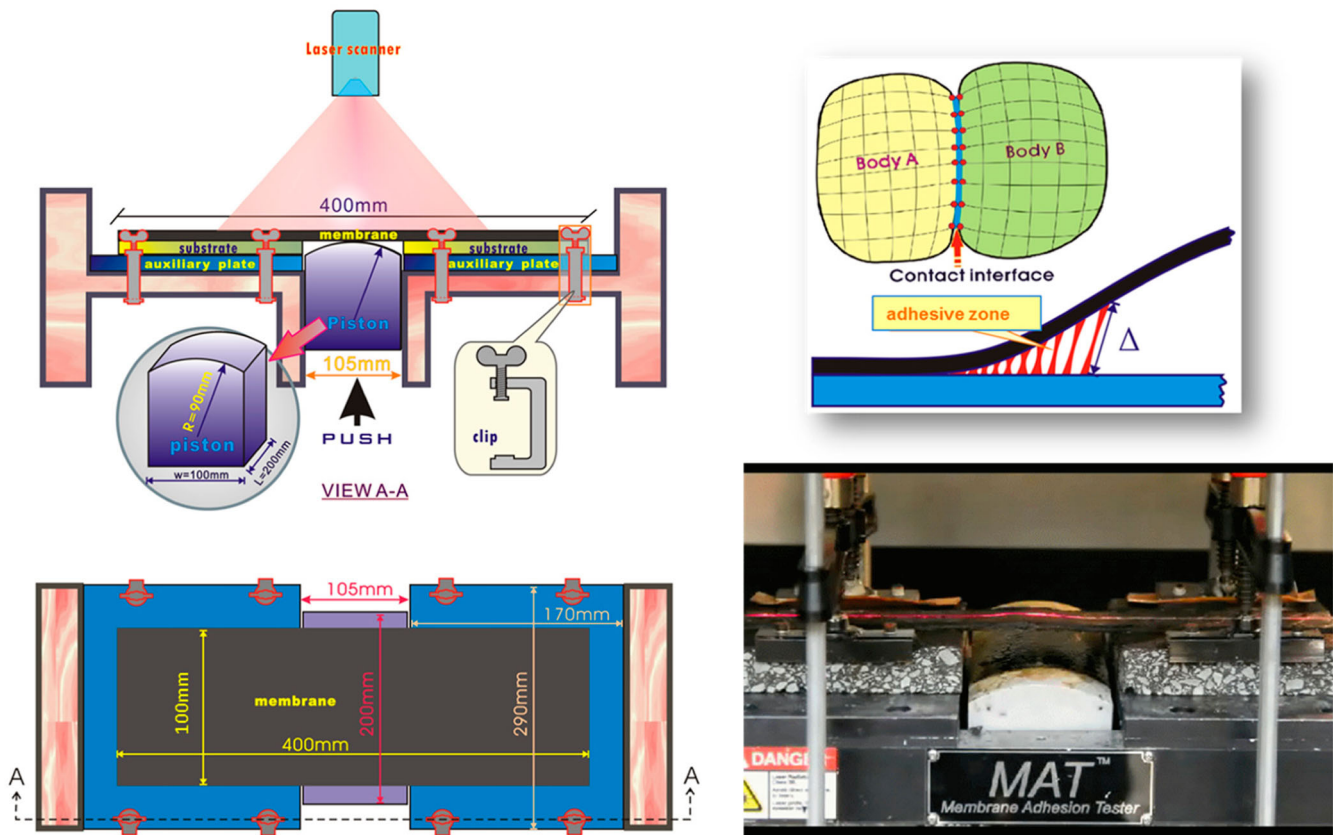 Laser scanner
400mm
membrane
substrate
substrate
auxiliary plate
auxiliary plate
Piston
R=90mm
piston
w=100mm
L=200mm
105mm
PUSH
clip
VIEW A-A
Body A
Body B
Contact interface
adhesive zone
Δ
105mm
170mm
100mm
membrane
200mm
290mm
400mm
A
A
DANGER
MAT™
Membrane Adhesion Tester